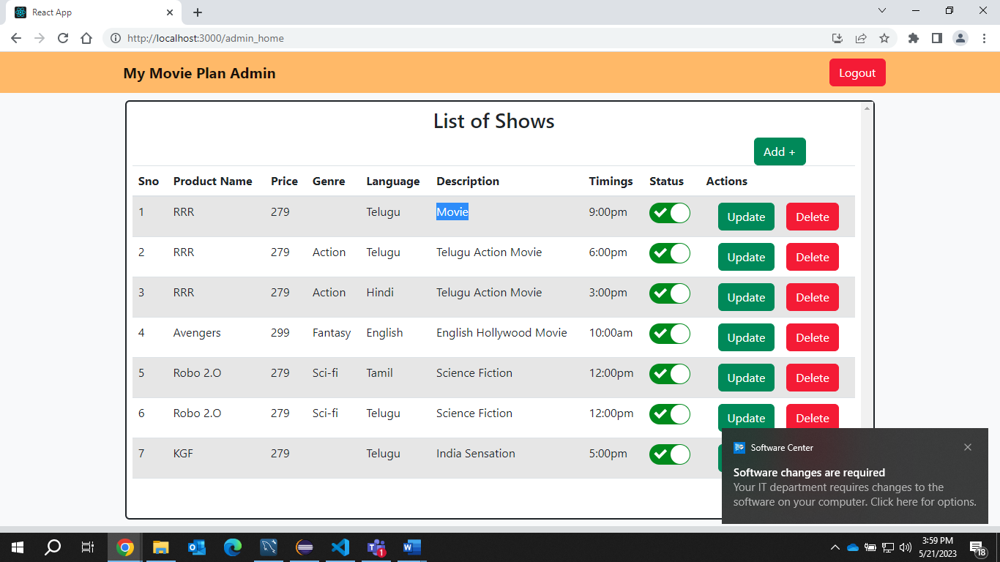 React App
http://localhost:3000/admin_home
My Movie Plan Admin Logout
List of Shows
Add +
Sno Product Name Price Genre Language Description Timings Status Actions
1 RRR 279 Telugu Movie 9:00pm Update Delete
2 RRR 279 Action Telugu Telugu Action Movie 6:00pm Update Delete
3 RRR 279 Action Hindi Telugu Action Movie 3:00pm Update Delete
4 Avengers 299 Fantasy English English Hollywood Movie 10:00am Update Delete
5 Robo 2.O 279 Sci-fi Tamil Science Fiction 12:00pm Update Delete
6 Robo 2.O 279 Sci-fi Telugu Science Fiction 12:00pm Update Delete
7 KGF 279 Telugu India Sensation 5:00pm
Software Center
Software changes are required
Your IT department requires changes to the
software on your computer. Click here for options.
3:59 PM
5/21/2023
1
18